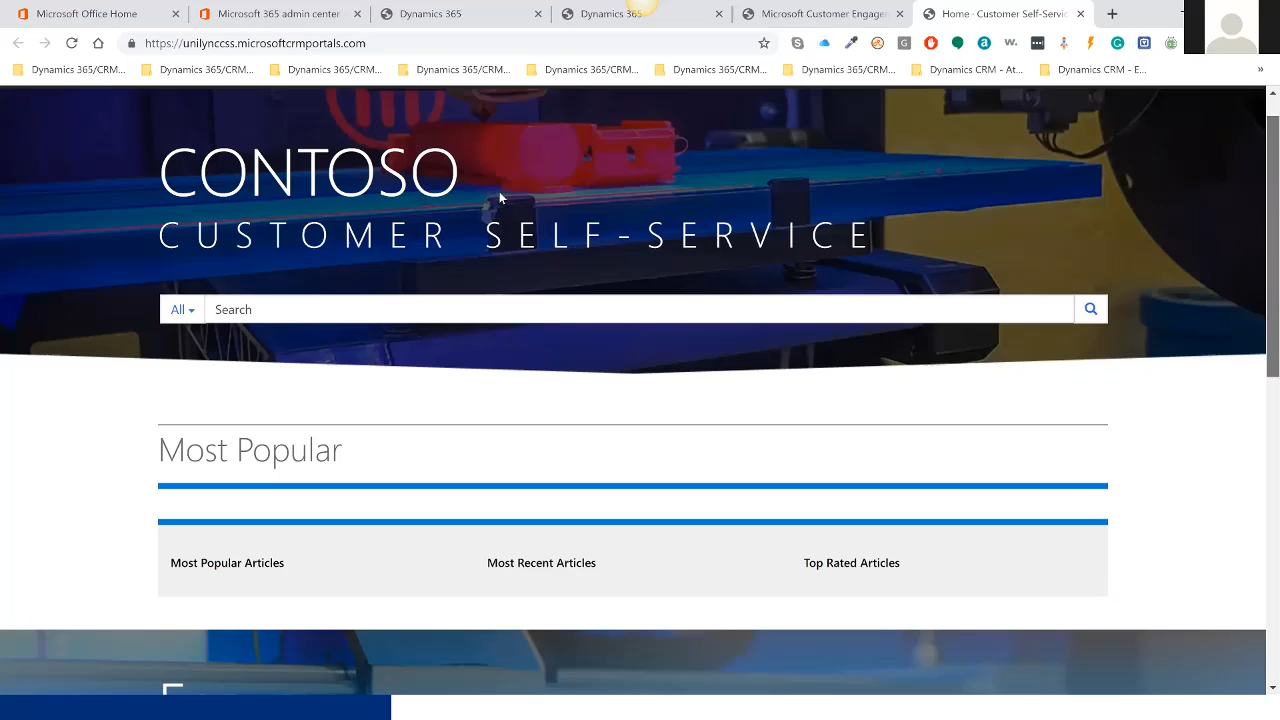 Microsoft Office Home
Microsoft 365 admin center
Dynamics 365
Dynamics 365
Microsoft Customer Engagem
Home · Customer Self-Servic
https://unilynccrm.microsoftcrmportals.com
Dynamics 365/CRM...
Dynamics 365/CRM...
Dynamics 365/CRM...
Dynamics 365/CRM...
Dynamics 365/CRM...
Dynamics 365/CRM...
Dynamics 365/CRM...
Dynamics CRM - At...
Dynamics CRM - E...
CONTOSO
CUSTOMER SELF-SERVICE
All
Search
Most Popular
Most Popular Articles
Most Recent Articles
Top Rated Articles